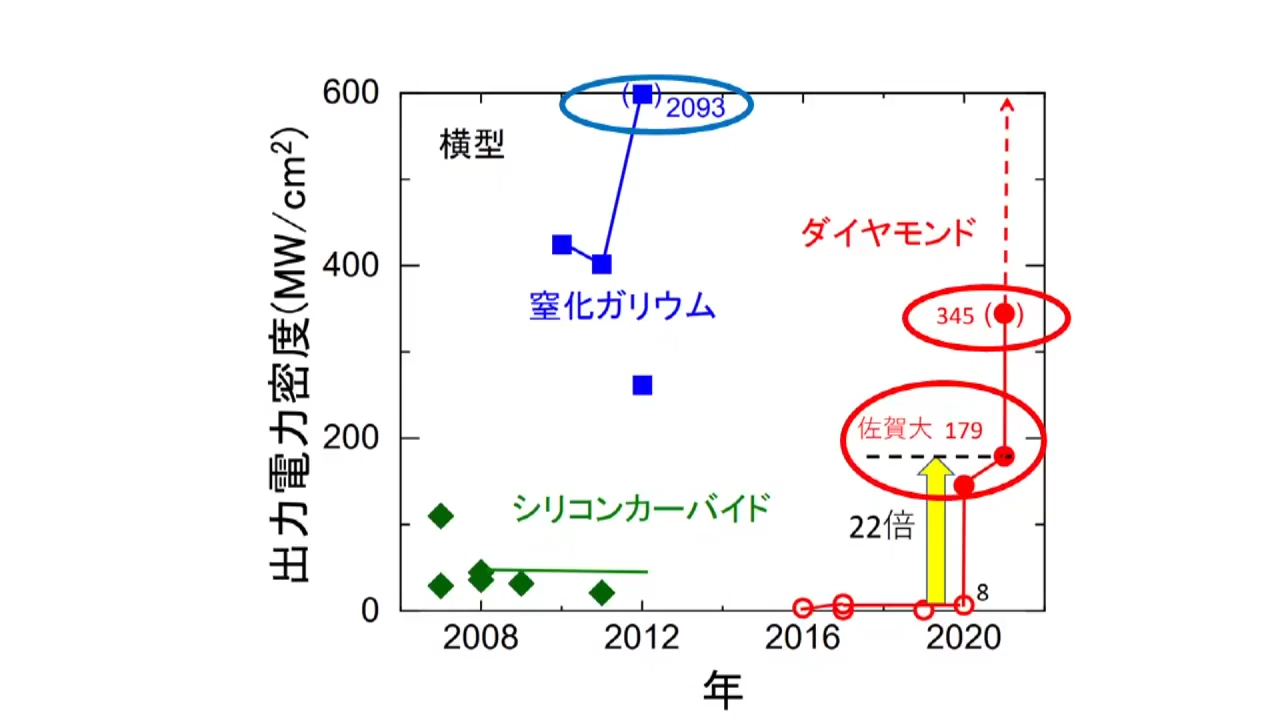 出力電力密度(MW/cm²)
600
400
200
0
横型
( ) 2093
窒化ガリウム
シリコンカーバイド
ダイヤモンド
345 ( )
佐賀大 179
22倍
8
2008 2012 2016 2020
年